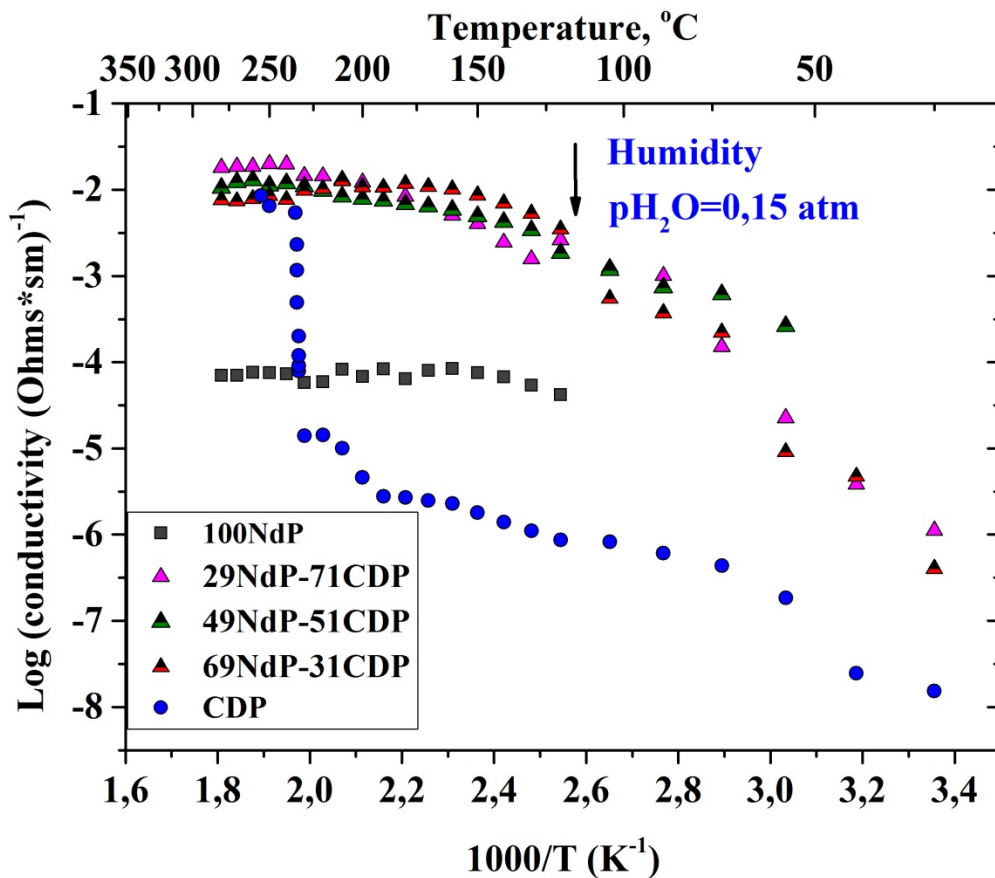 Temperature, °C
350 300 250 200 150 100 50
-1
-2
-3
-4
-5
-6
-7
-8
Log (conductivity (Ohms*sm)⁻¹)
Humidity
pH₂O=0,15 atm
100NdP
29NdP-71CDP
49NdP-51CDP
69NdP-31CDP
CDP
1,6 1,8 2,0 2,2 2,4 2,6 2,8 3,0 3,2 3,4
1000/T (K⁻¹)